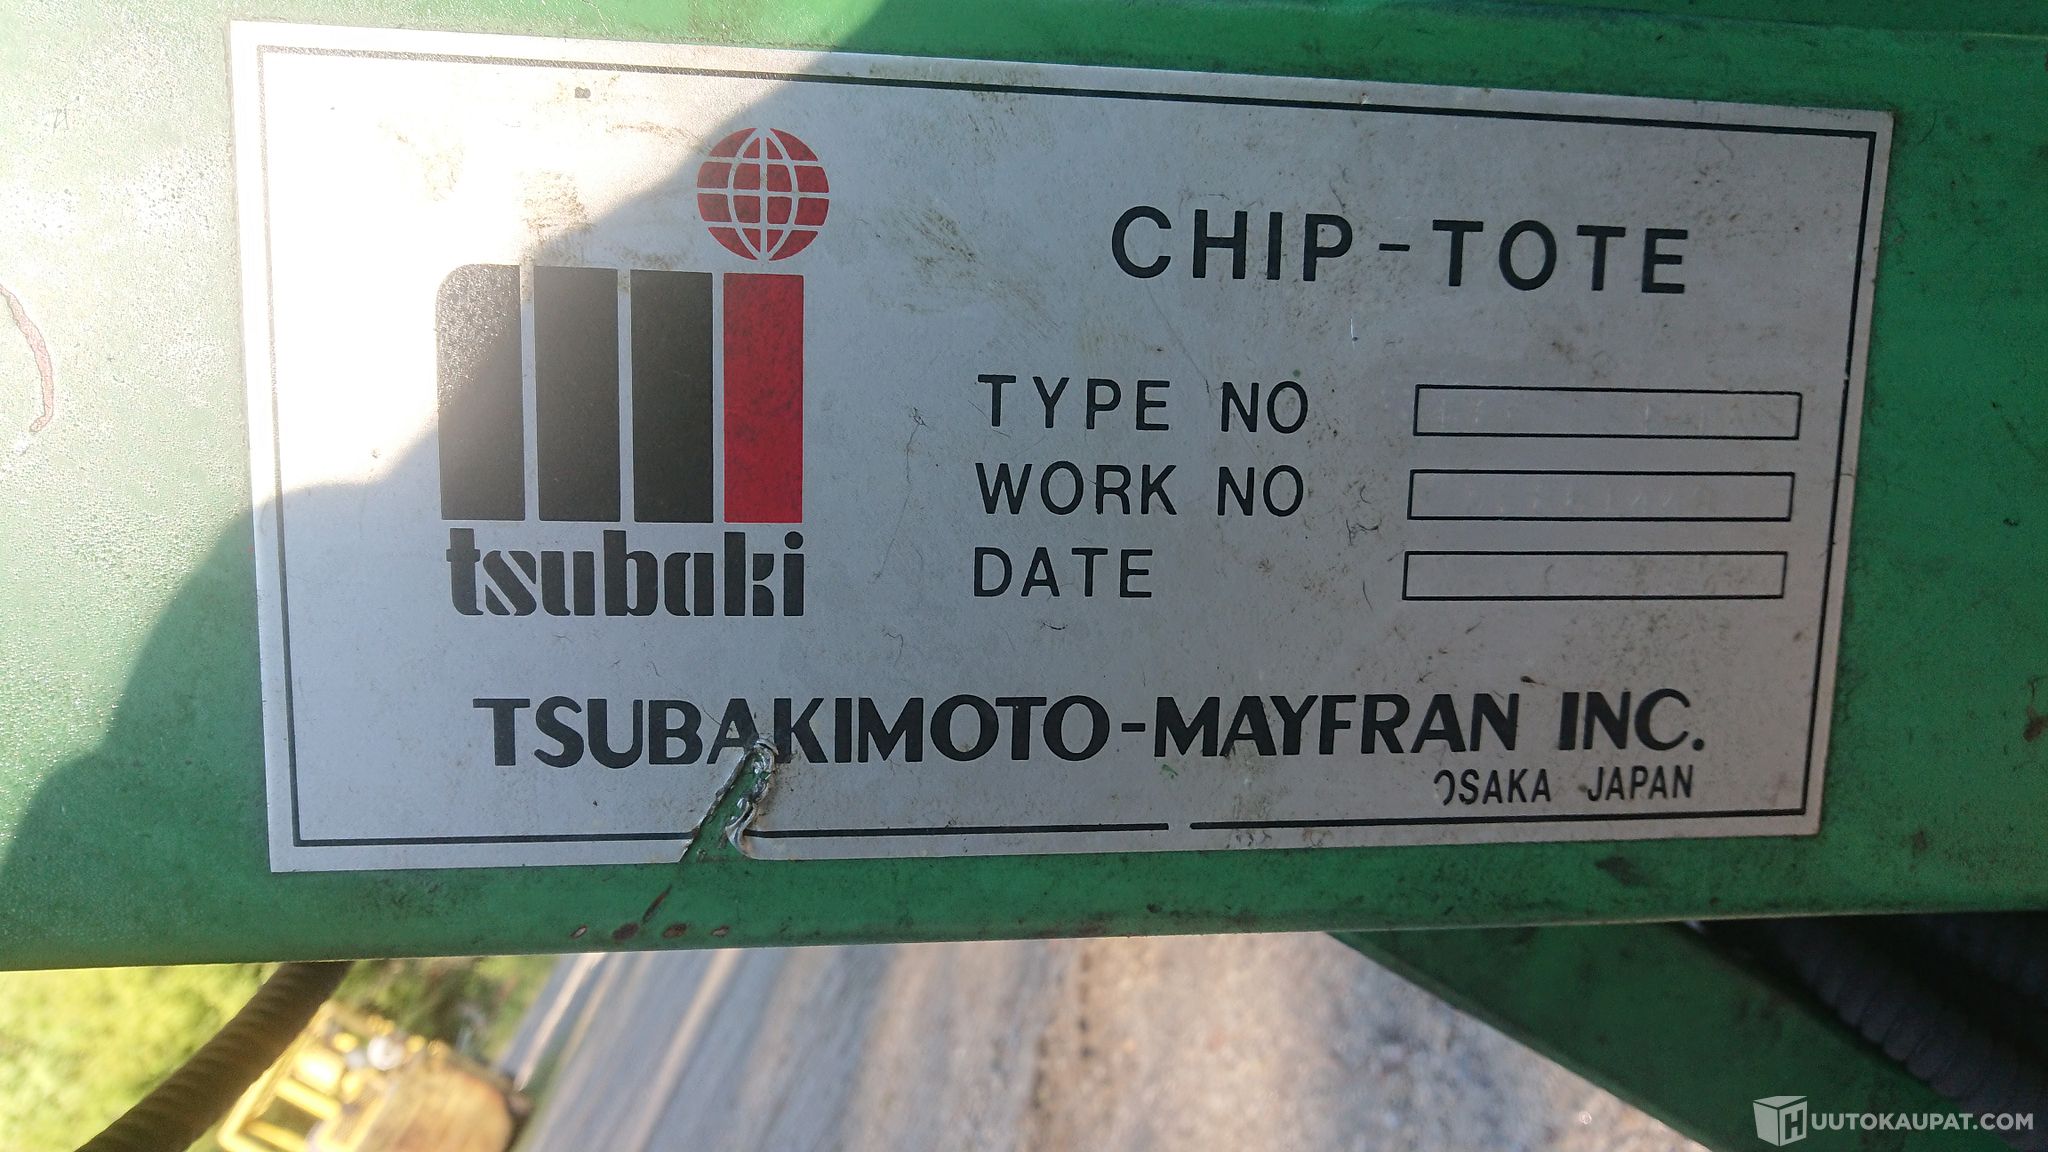 CHIP-TOTE
TYPE NO
WORK NO
DATE
tsubaki
TSUBAKIMOTO-MAYFRAN INC.
OSAKA JAPAN
HUUTOKAUPAT.COM